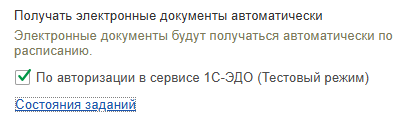 Получать электронные документы автоматически
Электронные документы будут получаться автоматически по
расписанию.
По авторизации в сервисе 1С-ЭДО (Тестовый режим)
Состояния заданий